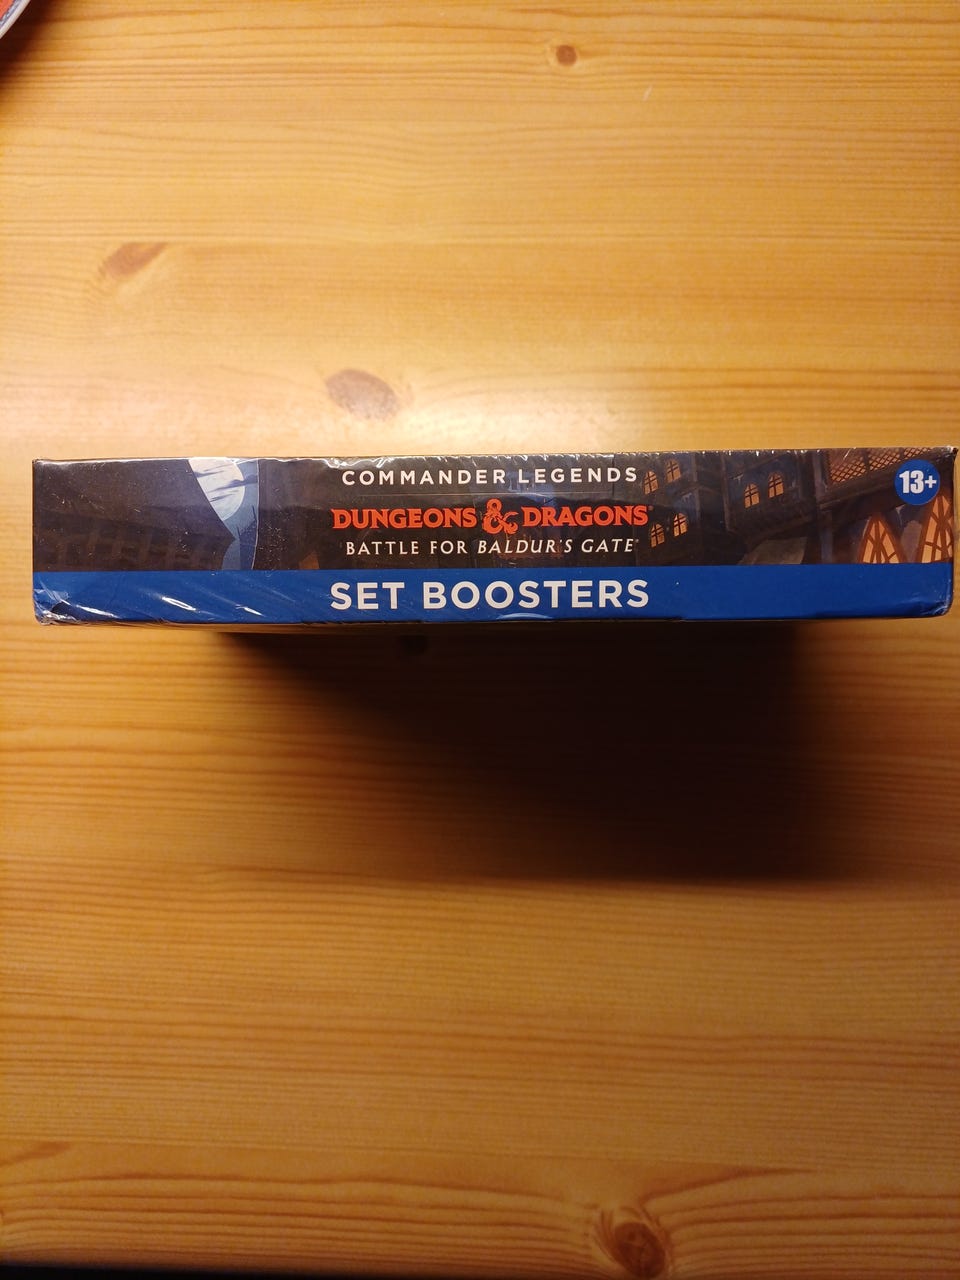 COMMANDER LEGENDS
DUNGEONS & DRAGONS®
BATTLE FOR BALDUR'S GATE®
SET BOOSTERS
13+